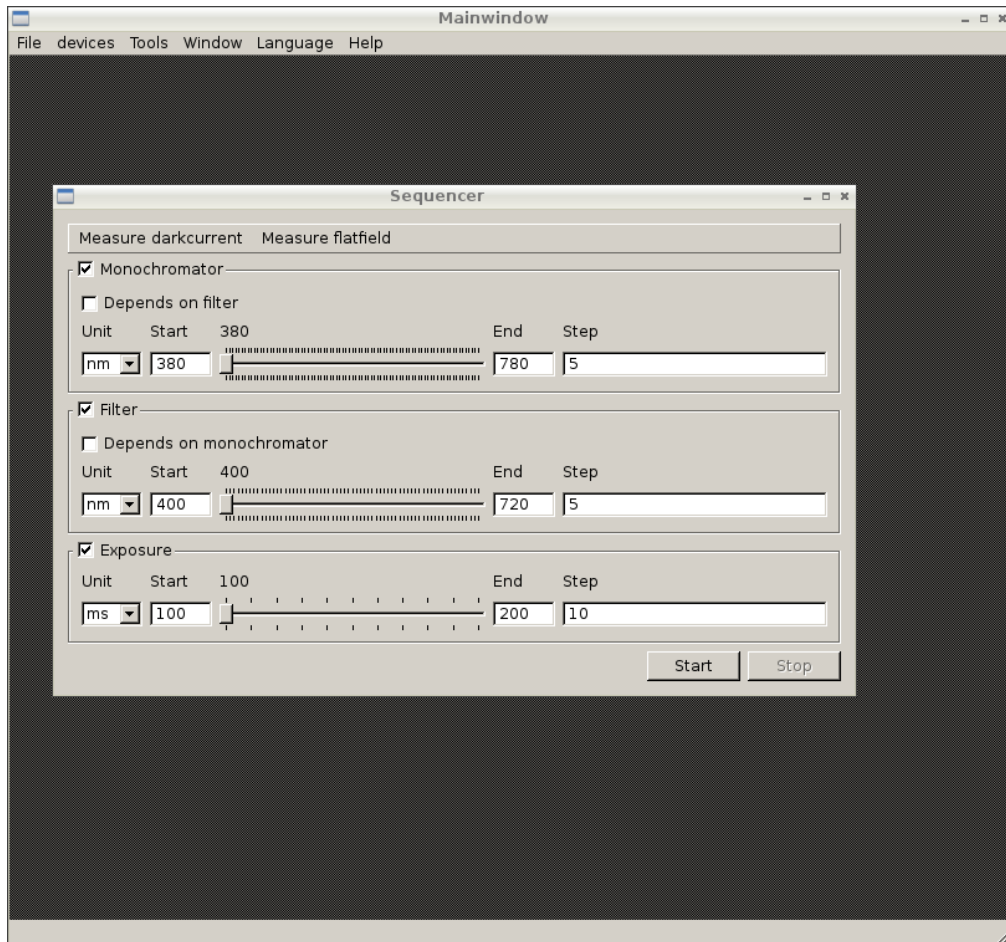 Mainwindow
File devices Tools Window Language Help
Sequencer
Measure darkcurrent Measure flatfield
Monochromator
Depends on filter
Unit Start 380 End Step
nm 380 780 5
Filter
Depends on monochromator
Unit Start 400 End Step
nm 400 720 5
Exposure
Unit Start 100 End Step
ms 100 200 10
Start Stop